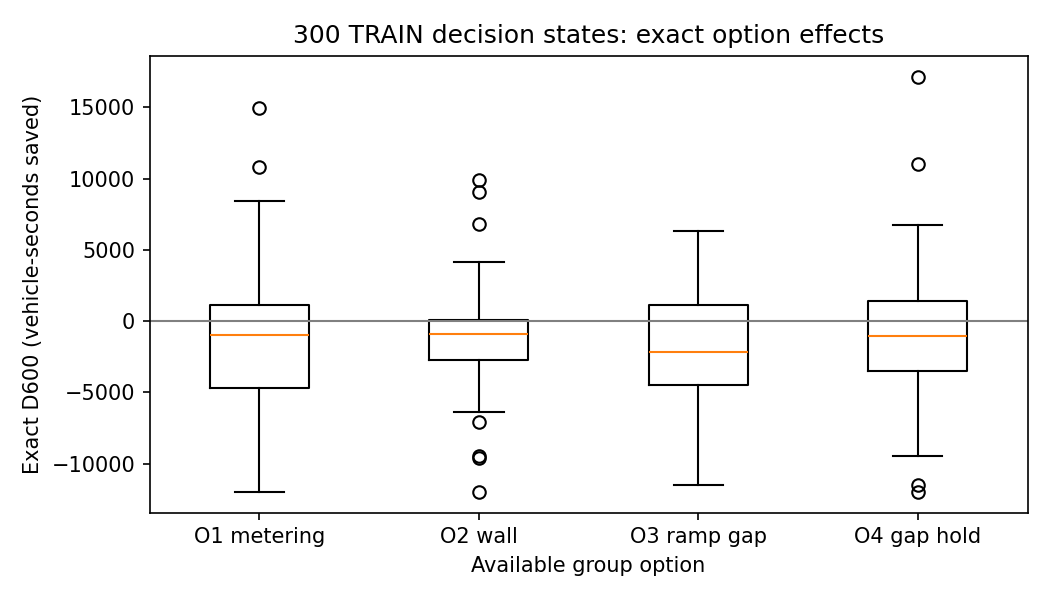 300 TRAIN decision states: exact option effects
Exact D600 (vehicle-seconds saved)
15000
10000
5000
0
−5000
−10000
O1 metering
O2 wall
O3 ramp gap
O4 gap hold
Available group option